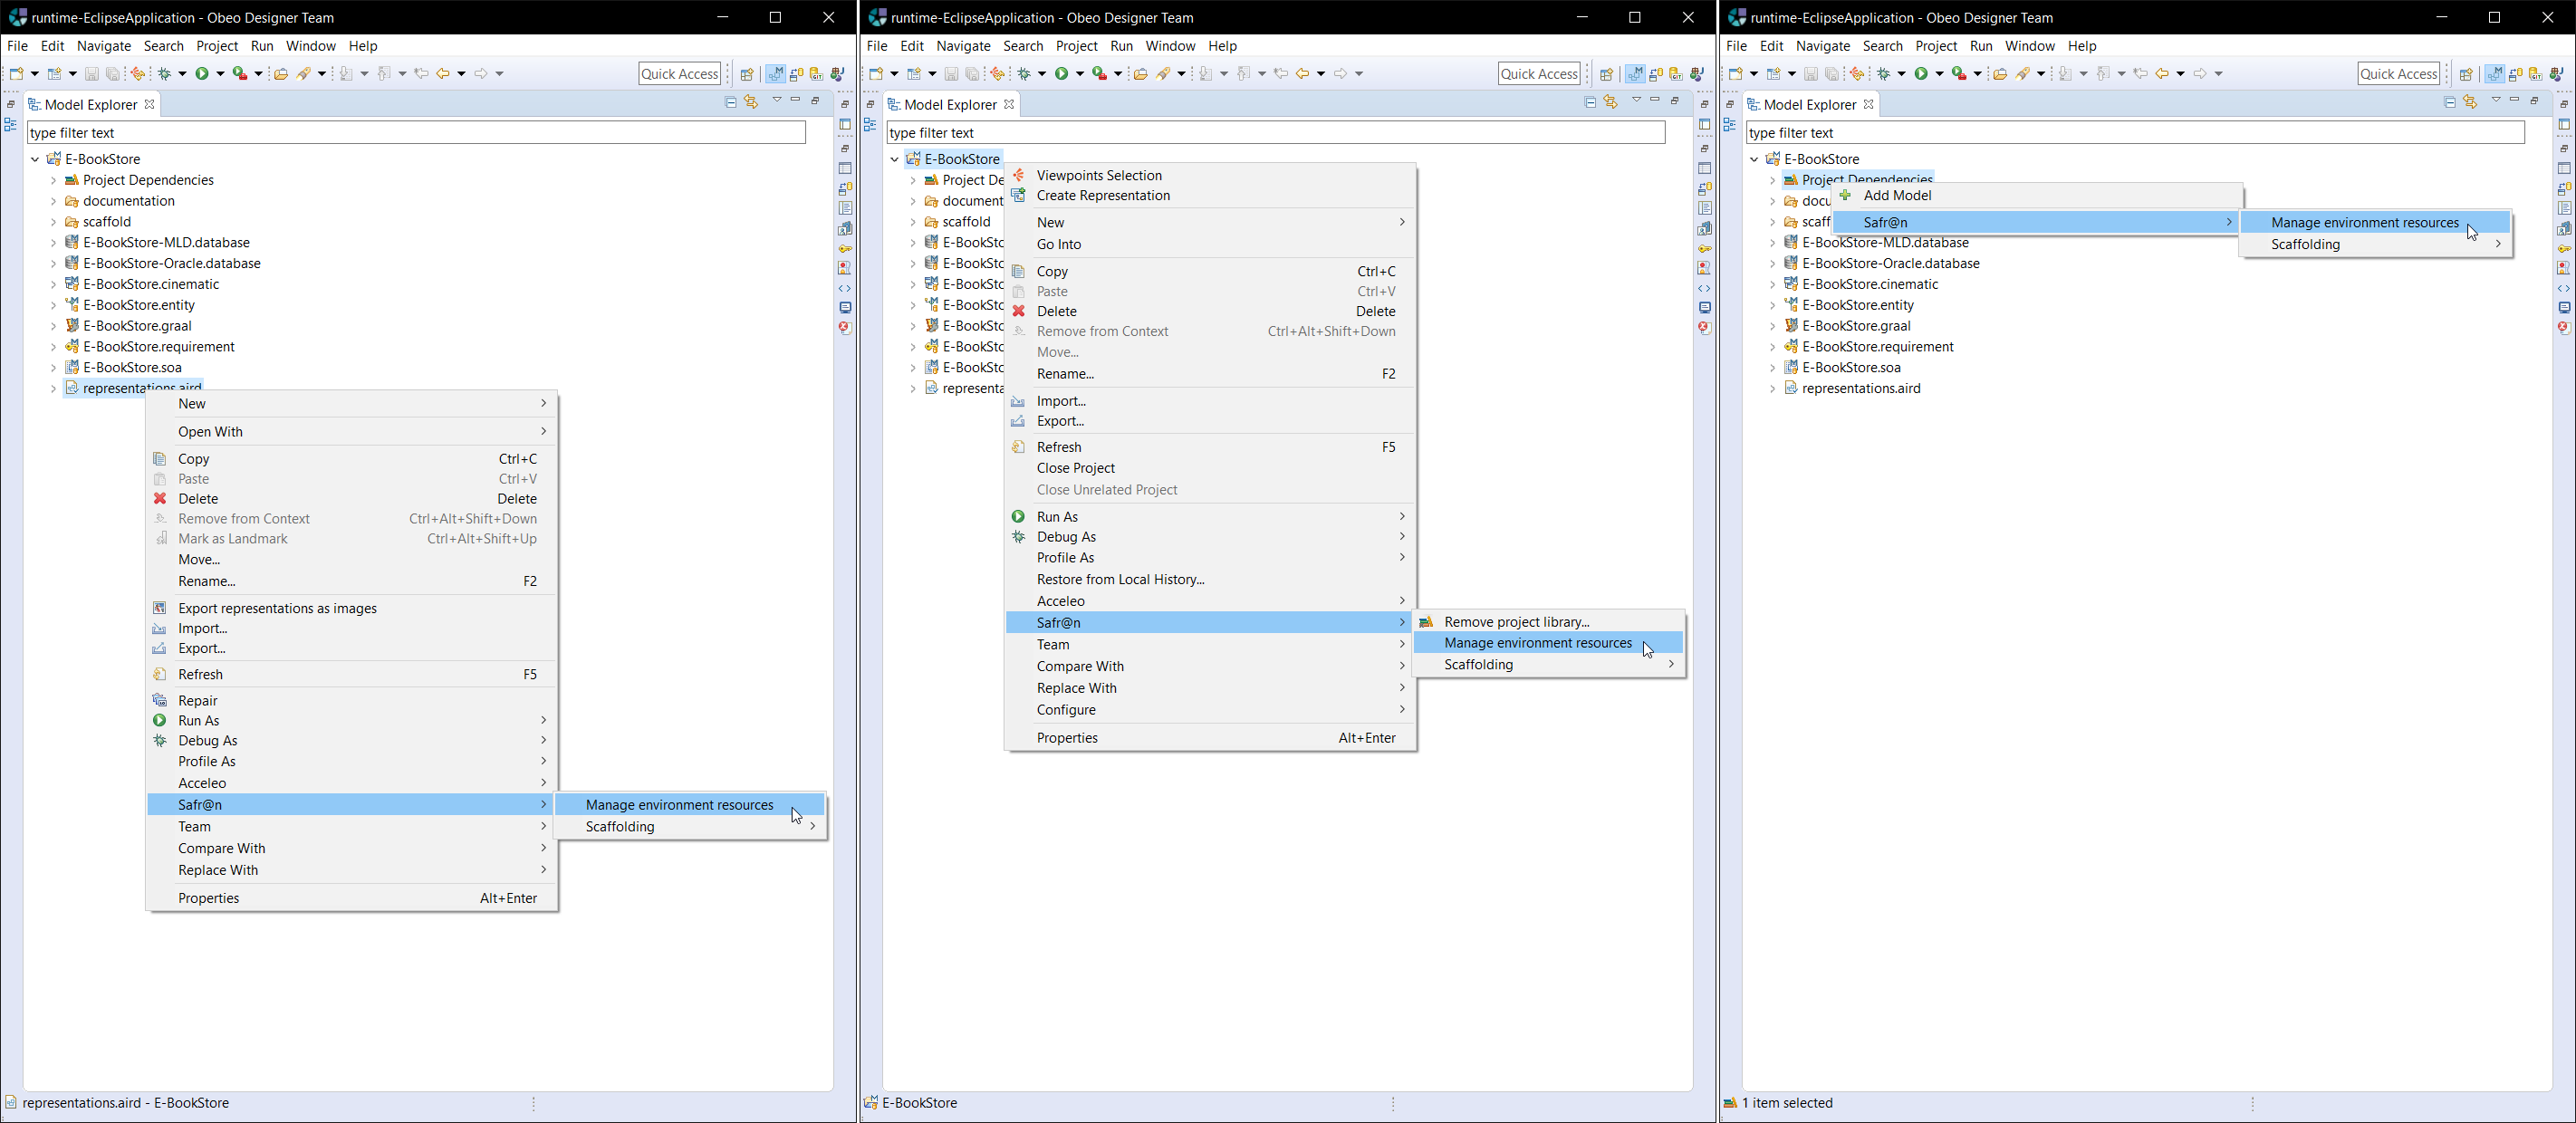 runtime-EclipseApplication - Obeo Designer Team
File Edit Navigate Search Project Run Window Help
Quick Access
Model Explorer
type filter text
E-BookStore
Project Dependencies
documentation
scaffold
E-BookStore-MLD.database
E-BookStore-Oracle.database
E-BookStore.cinematic
E-BookStore.entity
E-BookStore.graal
E-BookStore.requirement
E-BookStore.soa
representations.aird
New
Open With
Copy Ctrl+C
Paste Ctrl+V
Delete Delete
Remove from Context Ctrl+Alt+Shift+Down
Mark as Landmark Ctrl+Alt+Shift+Up
Move...
Rename... F2
Export representations as images
Import...
Export...
Refresh F5
Repair
Run As
Debug As
Profile As
Acceleo
Safr@n
Manage environment resources
Scaffolding
Team
Compare With
Replace With
Properties Alt+Enter
representations.aird - E-BookStore
runtime-EclipseApplication - Obeo Designer Team
File Edit Navigate Search Project Run Window Help
Quick Access
Model Explorer
type filter text
E-BookStore
Project De
document
scaffold
E-BookSto
E-BookSto
E-BookSto
E-BookSto
E-BookSto
E-BookSto
E-BookSto
representa
Viewpoints Selection
Create Representation
New
Go Into
Copy Ctrl+C
Paste Ctrl+V
Delete Delete
Remove from Context Ctrl+Alt+Shift+Down
Move...
Rename... F2
Import...
Export...
Refresh F5
Close Project
Close Unrelated Project
Run As
Debug As
Profile As
Restore from Local History...
Acceleo
Safr@n
Remove project library...
Manage environment resources
Scaffolding
Team
Compare With
Replace With
Configure
Properties Alt+Enter
E-BookStore
runtime-EclipseApplication - Obeo Designer Team
File Edit Navigate Search Project Run Window Help
Quick Access
Model Explorer
type filter text
E-BookStore
Project Dependencies
docu
scaff
E-BookStore-MLD.database
E-BookStore-Oracle.database
E-BookStore.cinematic
E-BookStore.entity
E-BookStore.graal
E-BookStore.requirement
E-BookStore.soa
representations.aird
Add Model
Safr@n
Manage environment resources
Scaffolding
1 item selected